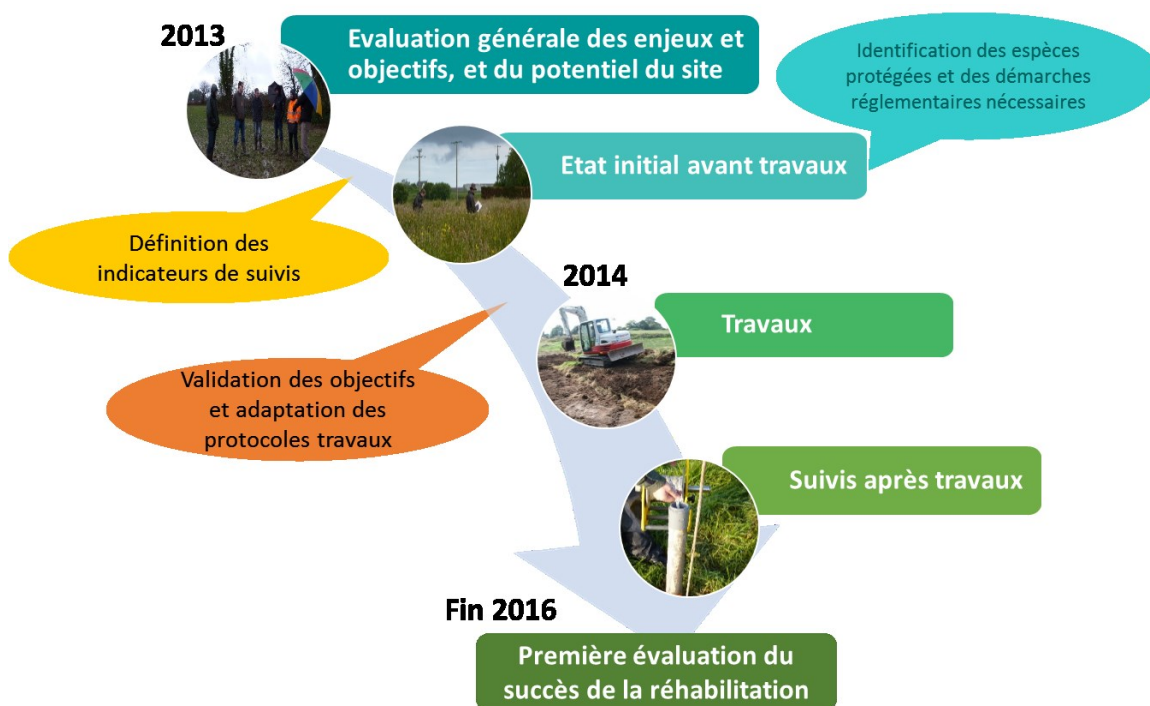 2013
Evaluation générale des enjeux et
objectifs, et du potentiel du site
Identification des espèces
protégées et des démarches
réglementaires nécessaires
Etat initial avant travaux
Définition des
indicateurs de suivis
2014
Travaux
Validation des objectifs
et adaptation des
protocoles travaux
Suivis après travaux
Fin 2016
Première évaluation du
succès de la réhabilitation